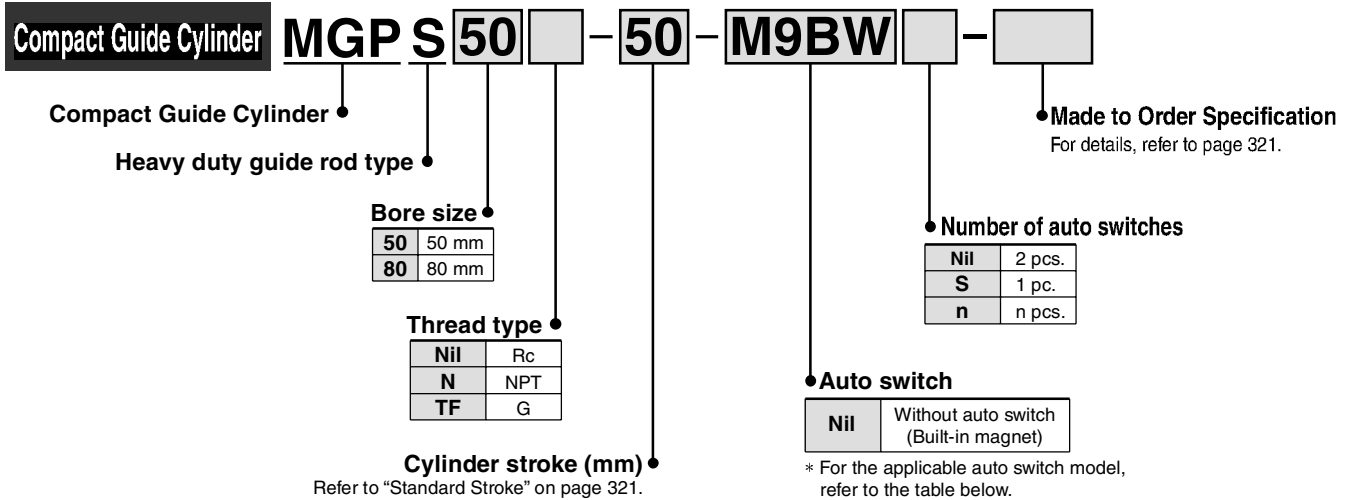 Compact Guide Cylinder MGP S 50 - 50 - M9BW -
Compact Guide Cylinder
Heavy duty guide rod type
Bore size
50 50 mm
80 80 mm
Thread type
Nil Rc
N NPT
TF G
Cylinder stroke (mm)
Refer to “Standard Stroke” on page 321.
Made to Order Specification
For details, refer to page 321.
Number of auto switches
Nil 2 pcs.
S 1 pc.
n n pcs.
Auto switch
Nil Without auto switch
(Built-in magnet)
* For the applicable auto switch model,
refer to the table below.